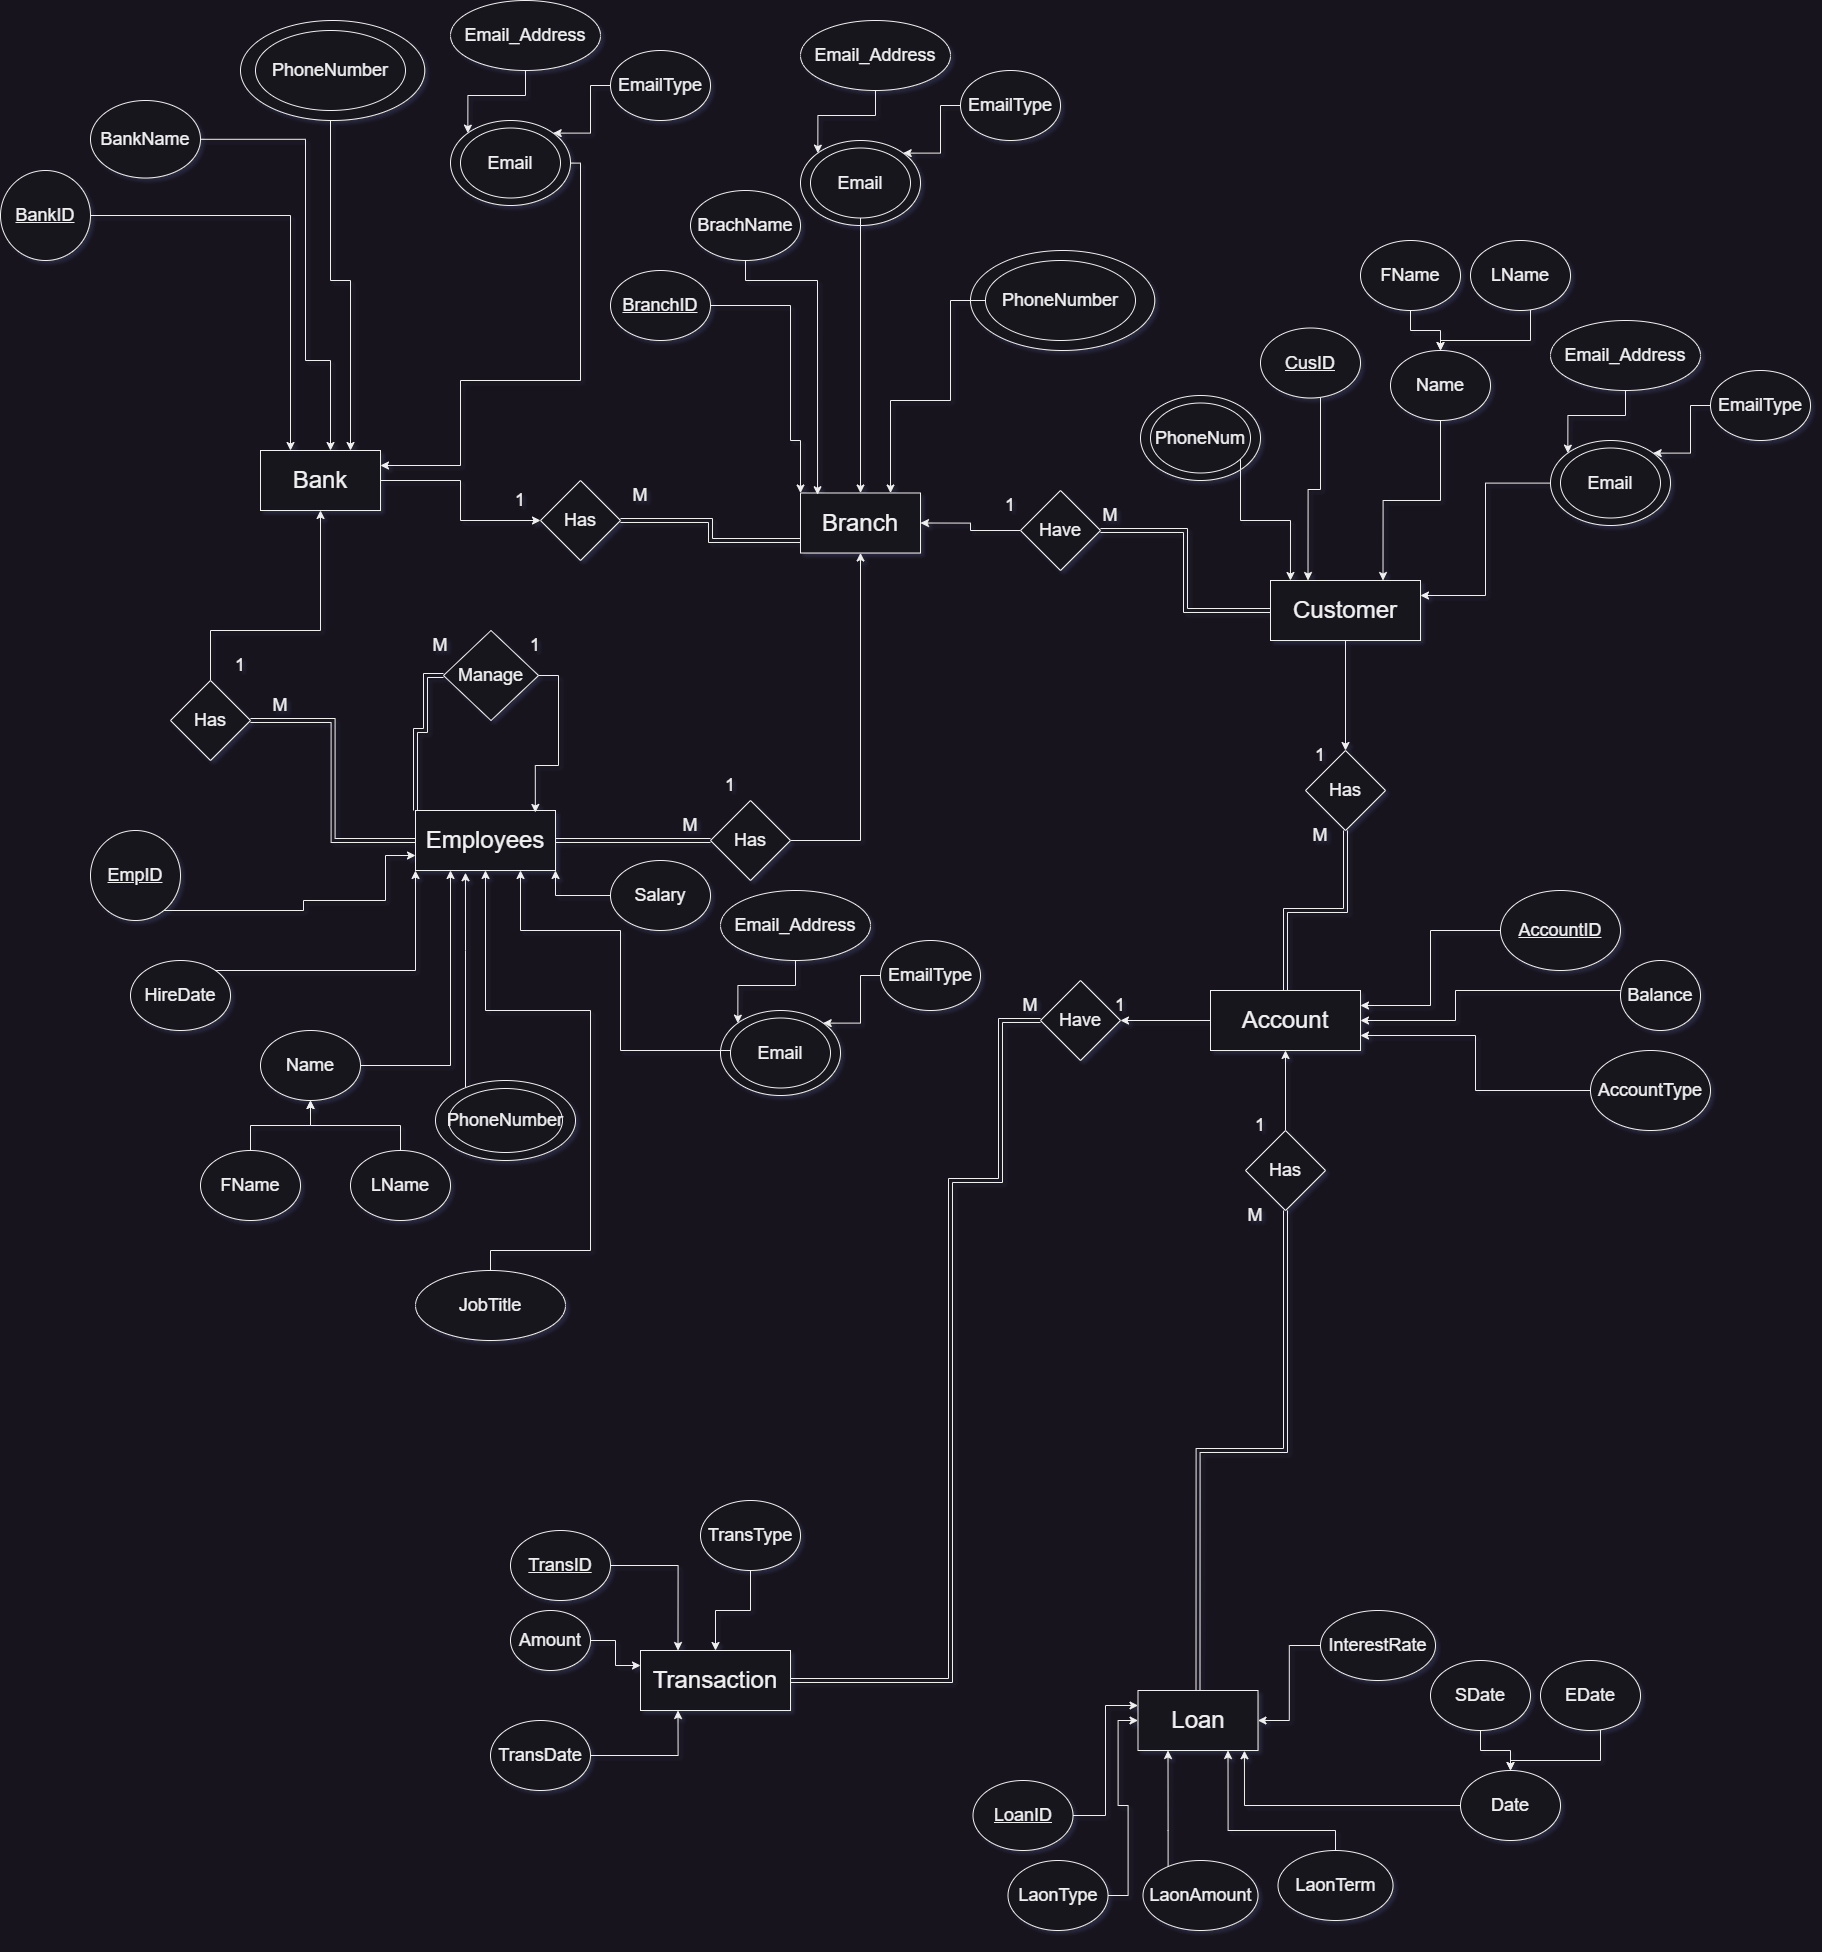 Email_Address
PhoneNumber
EmailType
Email_Address
EmailType
BankName
Email
Email
BankID
BrachName
BranchID
PhoneNumber
FName
LName
CusID
Name
Email_Address
EmailType
PhoneNum
Email
Bank
1
Has
M
Branch
1
Have
M
Customer
M
Manage
1
1
Has
M
1
Has
M
Employees
M
1
Has
EmpID
Salary
Email_Address
EmailType
HireDate
Email
Name
PhoneNumber
FName
LName
JobTitle
AccountID
Balance
AccountType
M
Have
1
Account
1
Has
M
TransType
TransID
Amount
Transaction
TransDate
InterestRate
SDate
EDate
Loan
Date
LoanID
LaonType
LaonAmount
LaonTerm